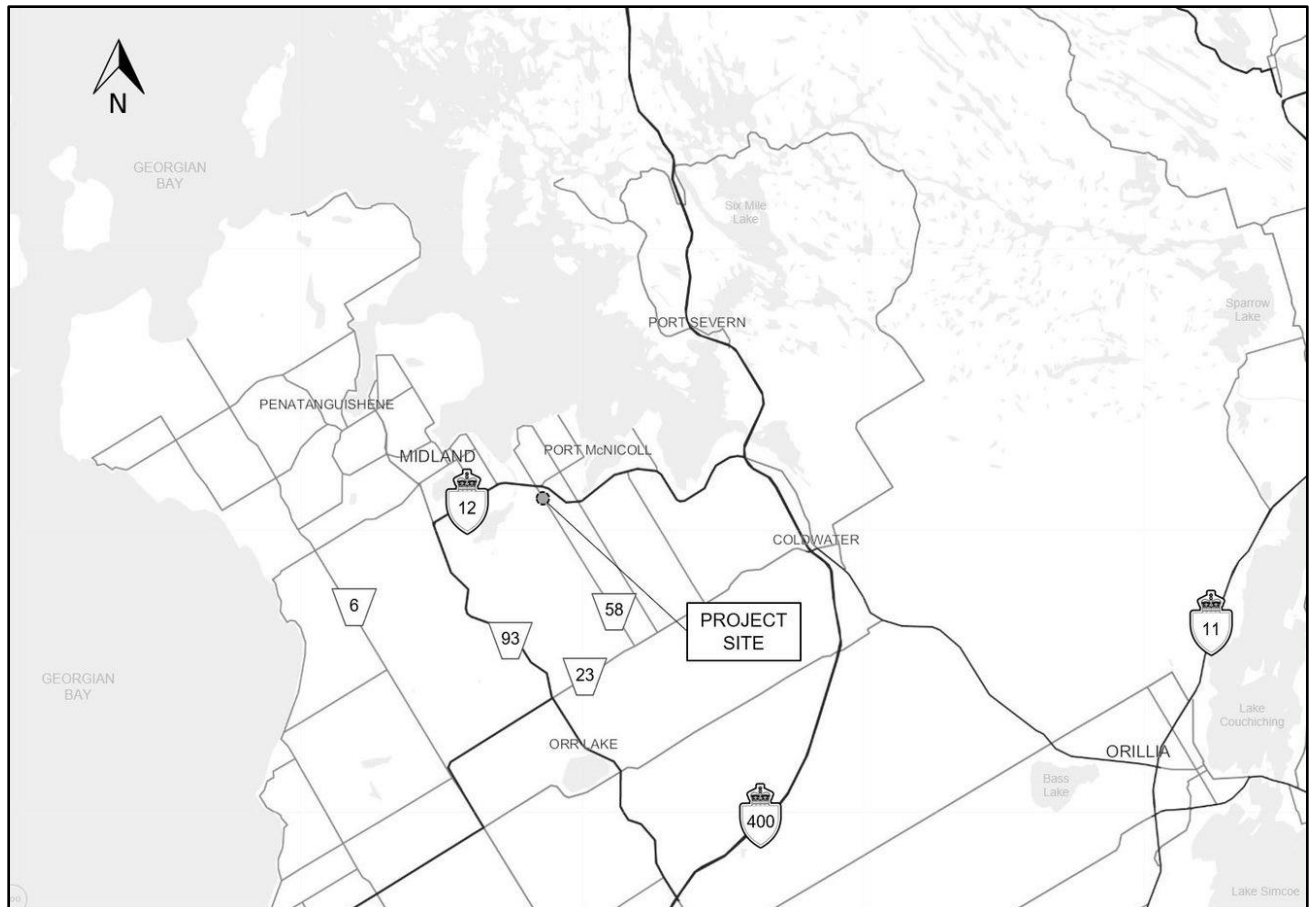 N
GEORGIAN
BAY
Six Mile
Lake
Sparrow
Lake
PORT SEVERN
PENATANGUISHENE
MIDLAND
PORT McNICOLL
12
COLDWATER
6
58
93
PROJECT
SITE
11
23
GEORGIAN
BAY
Lake
Couchiching
ORR LAKE
ORILLIA
Bass
Lake
400
Lake Simcoe